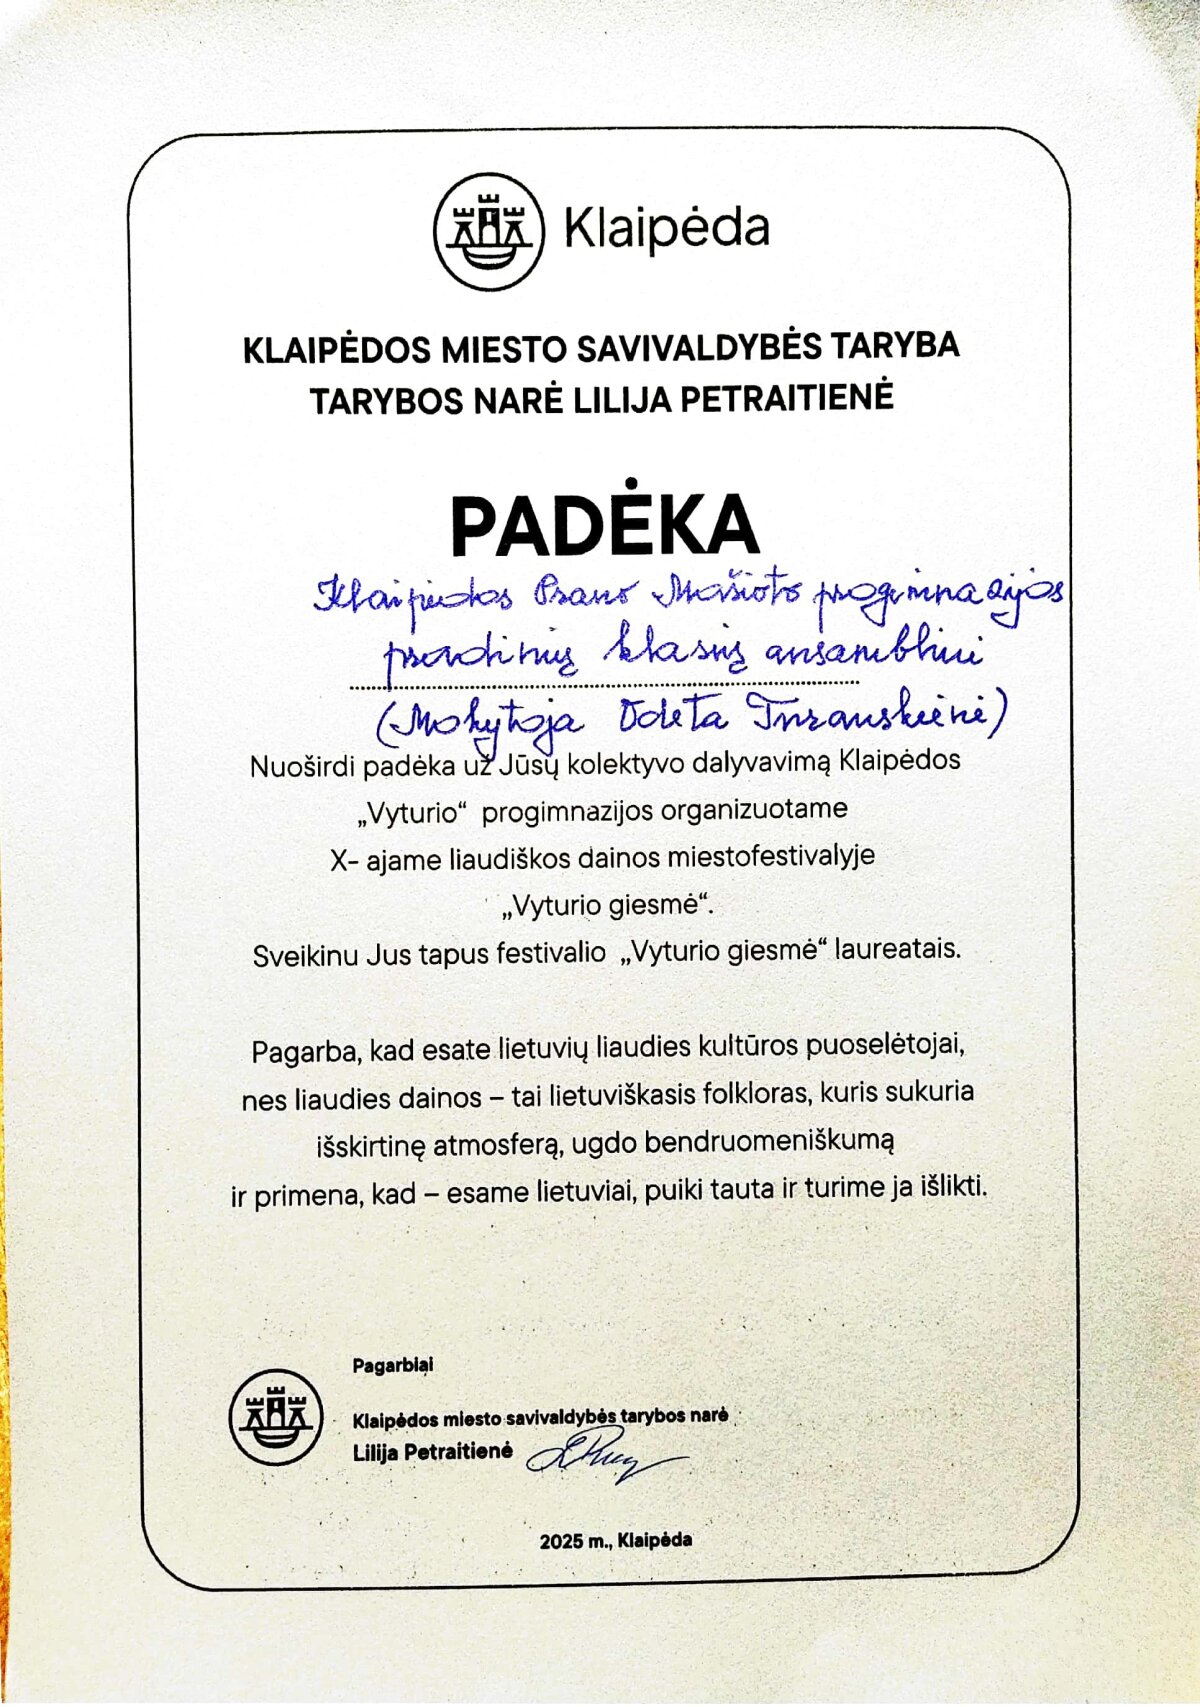 Klaipėda
KLAIPĖDOS MIESTO SAVIVALDYBĖS TARYBA
TARYBOS NARĖ LILIJA PETRAITIENĖ
PADĖKA
Klaipėdos Prano Mašioto progimnazijos
pradinių klasių ansambliui
(Mokytoja Odeta
Nuoširdi padėka už Jūsų kolektyvo dalyvavimą Klaipėdos
„Vyturio“ progimnazijos organizuotame
X- ajame liaudiškos dainos miestofestivalyje
„Vyturio giesmė“.
Sveikinu Jus tapus festivalio „Vyturio giesmė“ laureatais.
Pagarba, kad esate lietuvių liaudies kultūros puoselėtojai,
nes liaudies dainos – tai lietuviškasis folkloras, kuris sukuria
išskirtinę atmosferą, ugdo bendruomeniškumą
ir primena, kad – esame lietuviai, puiki tauta ir turime ja išlikti.
Pagarbiai
Klaipėdos miesto savivaldybės tarybos narė
Lilija Petraitienė
2025 m., Klaipėda